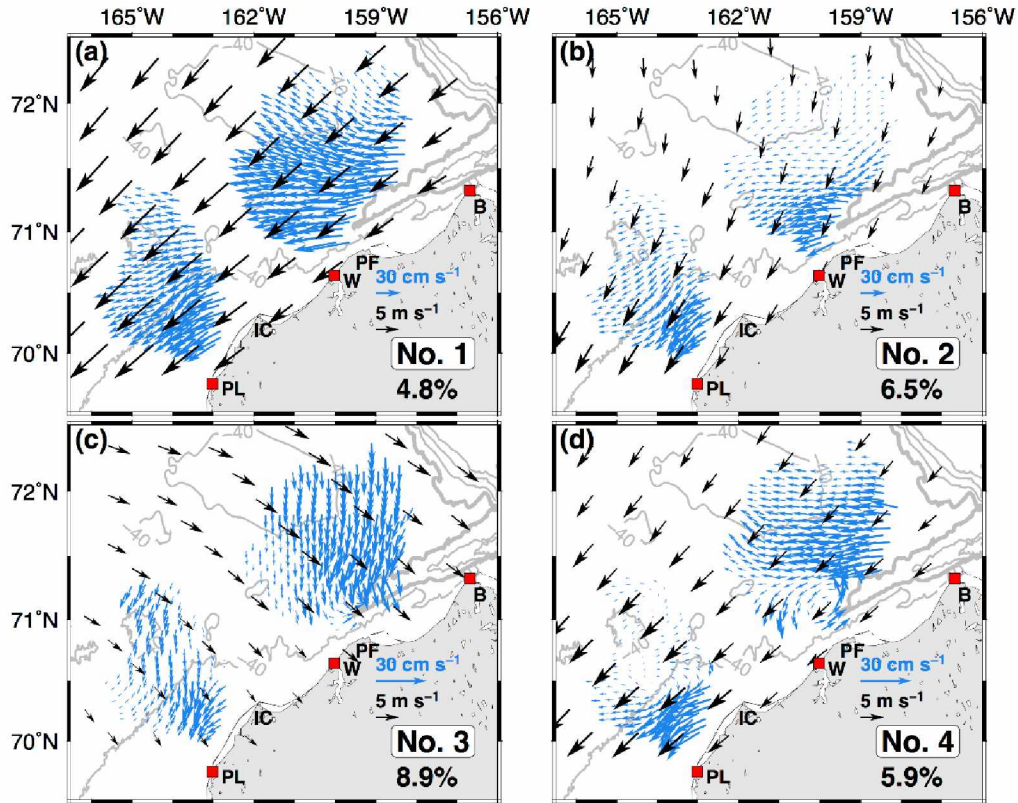 165°W 162°W 159°W 156°W 165°W 162°W 159°W 156°W
(a) -40
72°N
40
71°N
B
PF
W 30 cm s⁻¹
5 m s⁻¹
70°N
IC
No. 1
PL 4.8%
(b) -40
40
B
PF
W 30 cm s⁻¹
5 m s⁻¹
IC
No. 2
PL 6.5%
(c) -40
72°N
40
71°N
B
-40
PF
W 30 cm s⁻¹
5 m s⁻¹
IC
70°N
No. 3
PL 8.9%
(d) -40
40
B
-40
PF
W 30 cm s⁻¹
5 m s⁻¹
IC
No. 4
PL 5.9%